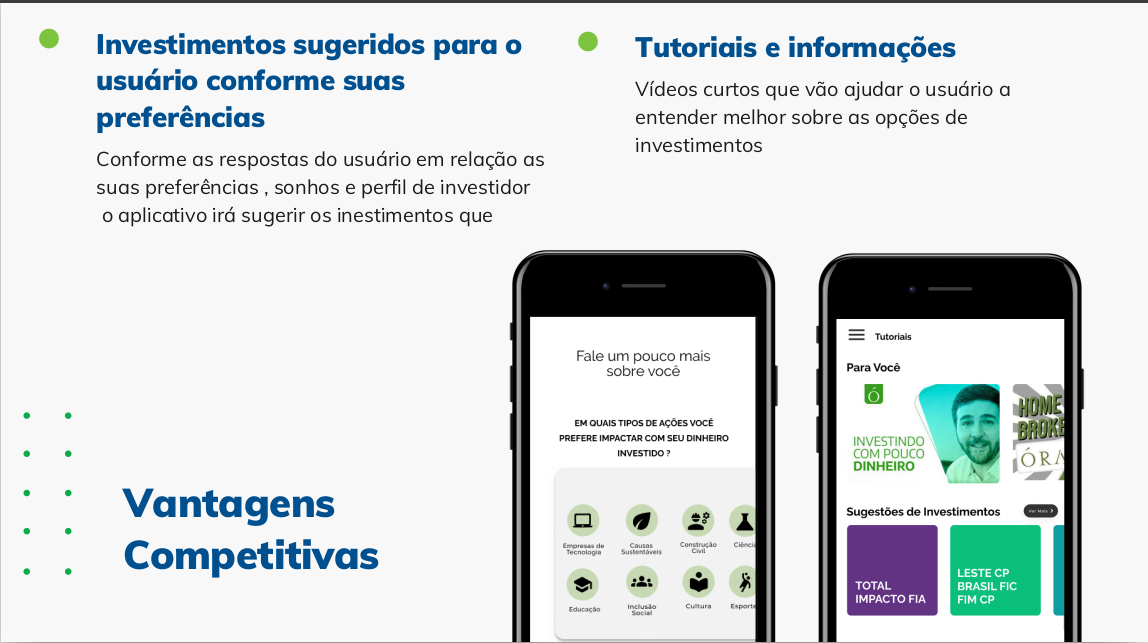 Investimentos sugeridos para o
usuário conforme suas
preferências
Conforme as respostas do usuário em relação as
suas preferências , sonhos e perfil de investidor
o aplicativo irá sugerir os inestimentos que
Tutoriais e informações
Vídeos curtos que vão ajudar o usuário a
entender melhor sobre as opções de
investimentos
Vantagens
Competitivas
Fale um pouco mais
sobre você
EM QUAIS TIPOS DE AÇÕES VOCÊ
PREFERE IMPACTAR COM SEU DINHEIRO
INVESTIDO ?
Empresas de
Tecnologia
Causas
Sustentáveis
Construção
Civil
Ciênci
Educação
Inclusão
Social
Cultura
Esporte
Tutoriais
Para Você
Ó
INVESTINDO
COM POUCO
DINHEIRO
HOME
BROKE
ÓRA
Sugestões de Investimentos
Ver Mais
TOTAL
IMPACTO FIA
LESTE CP
BRASIL FIC
FIM CP